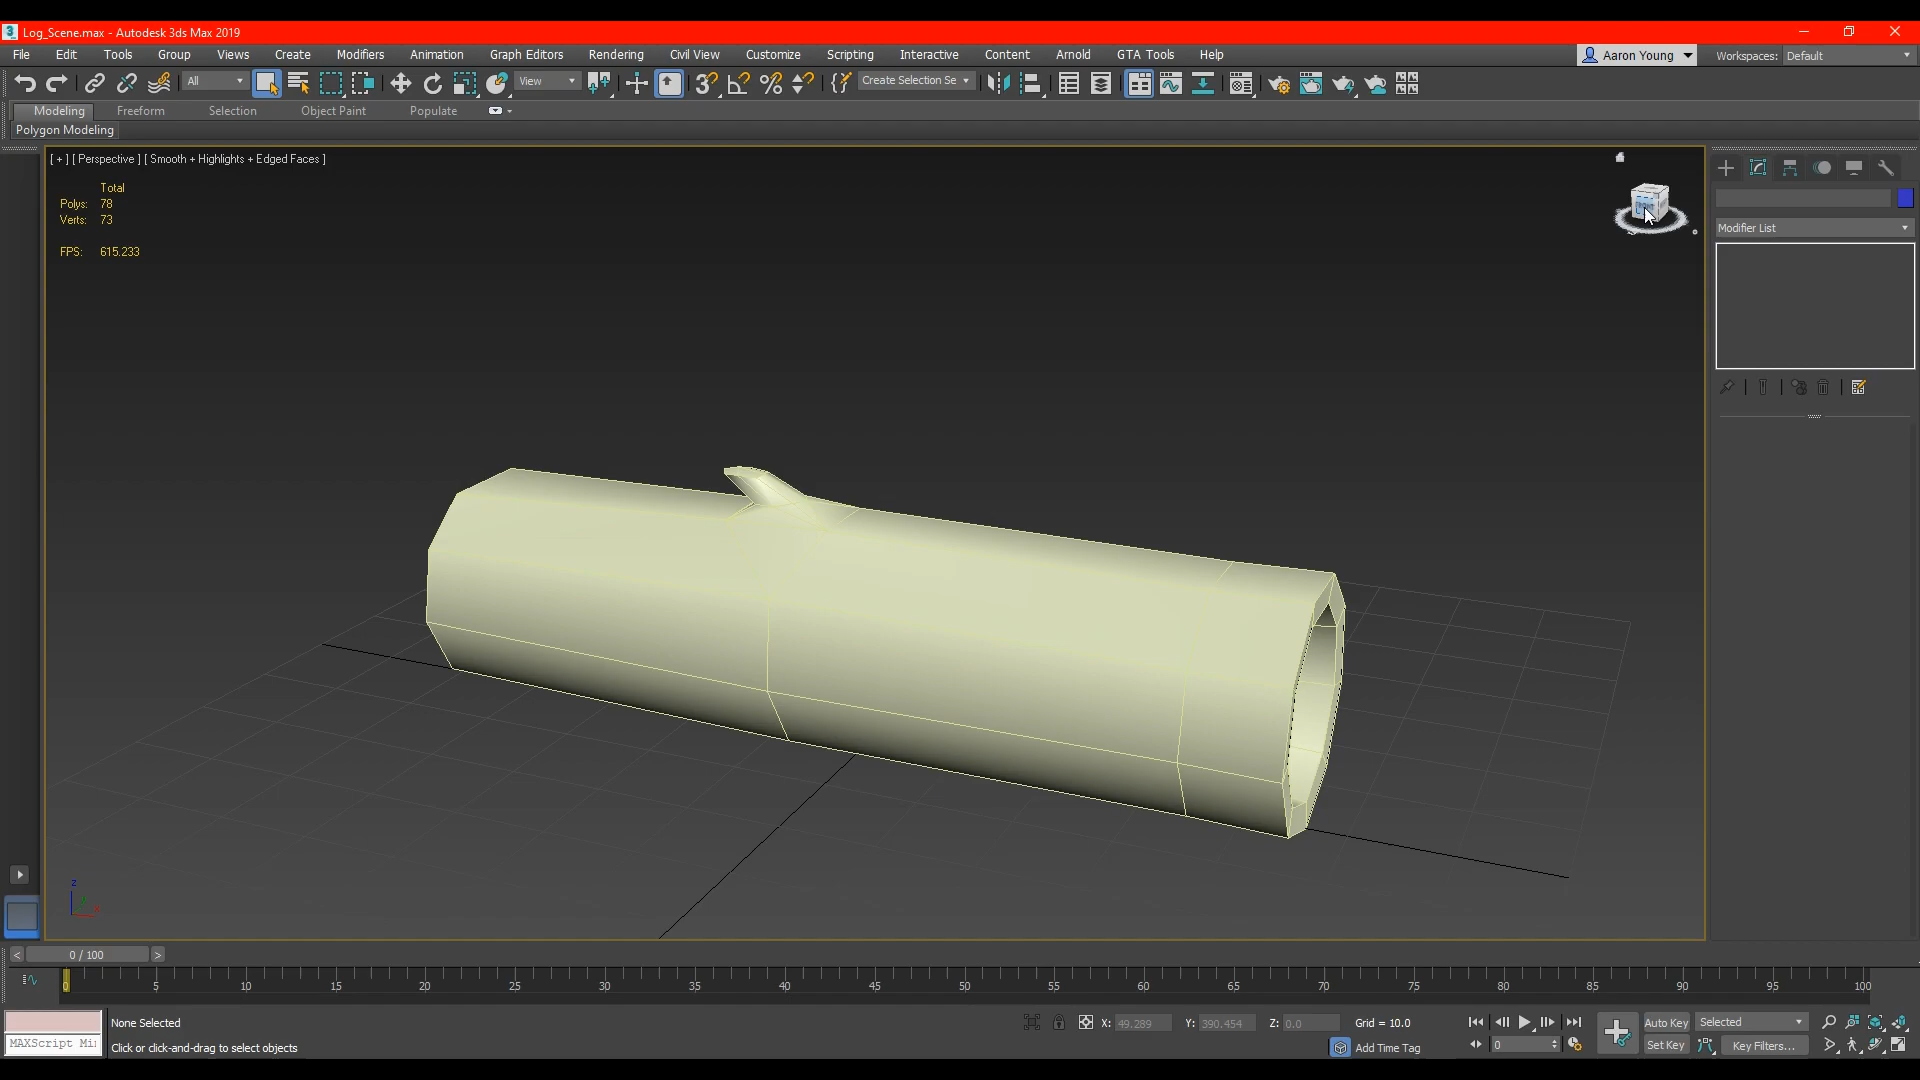 Log_Scene.max - Autodesk 3ds Max 2019
File Edit Tools Group Views Create Modifiers Animation Graph Editors Rendering Civil View Customize Scripting Interactive Content Arnold GTA Tools Help
Aaron Young
Workspaces: Default
All
View
Create Selection Se
Modeling Freeform Selection Object Paint Populate
Polygon Modeling
[ + ] [ Perspective ] [ Smooth + Highlights + Edged Faces ]
Total
Polys: 78
Verts: 73
FPS: 615.233
Modifier List
z
x
< 0 / 100 >
0 5 10 15 20 25 30 35 40 45 50 55 60 65 70 75 80 85 90 95 100
None Selected
X: 49.289 Y: 390.454 Z: 0.0 Grid = 10.0
Auto Key Selected
MAXScript Mi
Click or click-and-drag to select objects
Add Time Tag
0
Set Key Key Filters...